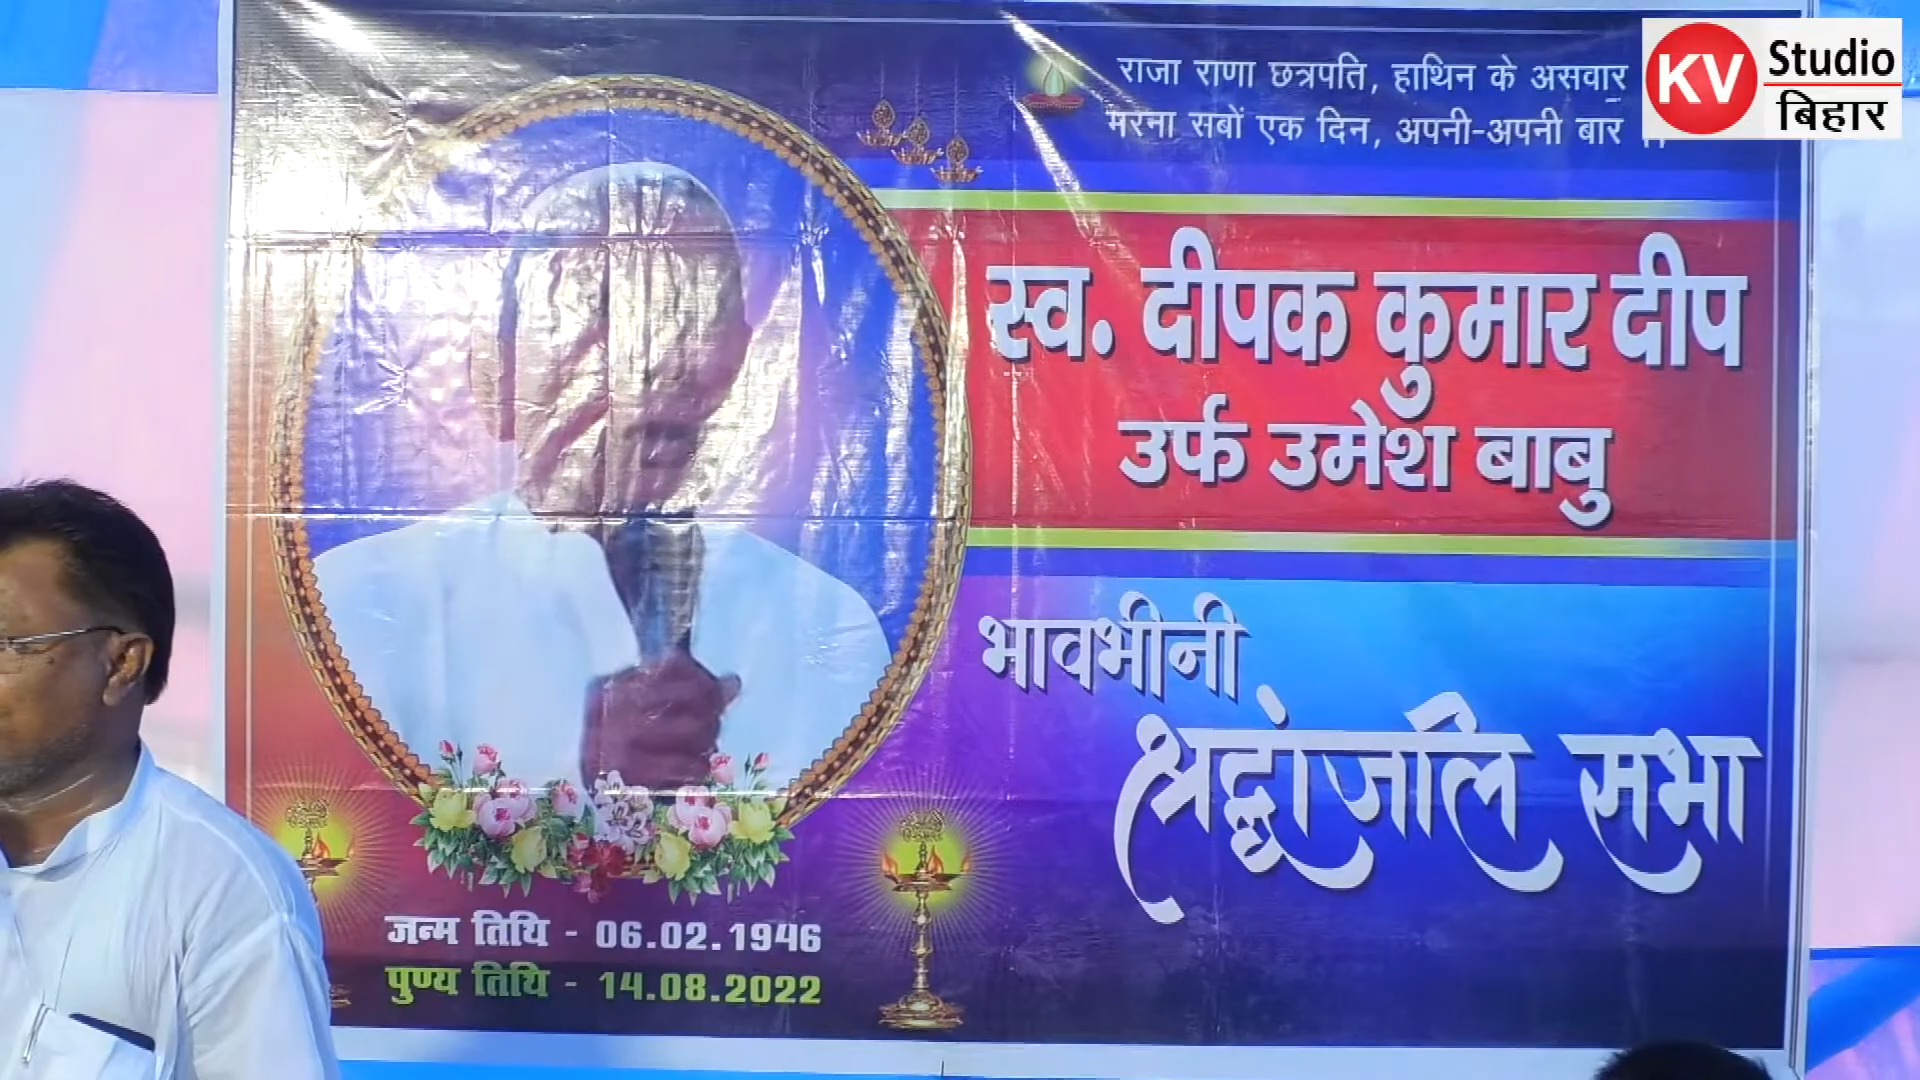 राजा राणा छत्रपति, हाथिन के असवार
मरना सबों एक दिन, अपनी-अपनी बार ॥
KV Studio
बिहार
स्व. दीपक कुमार दीप
उर्फ उमेश बाबु
भावभीनी
श्रद्धांजलि सभा
जन्म तिथि - 06.02.1946
पुण्य तिथि - 14.08.2022